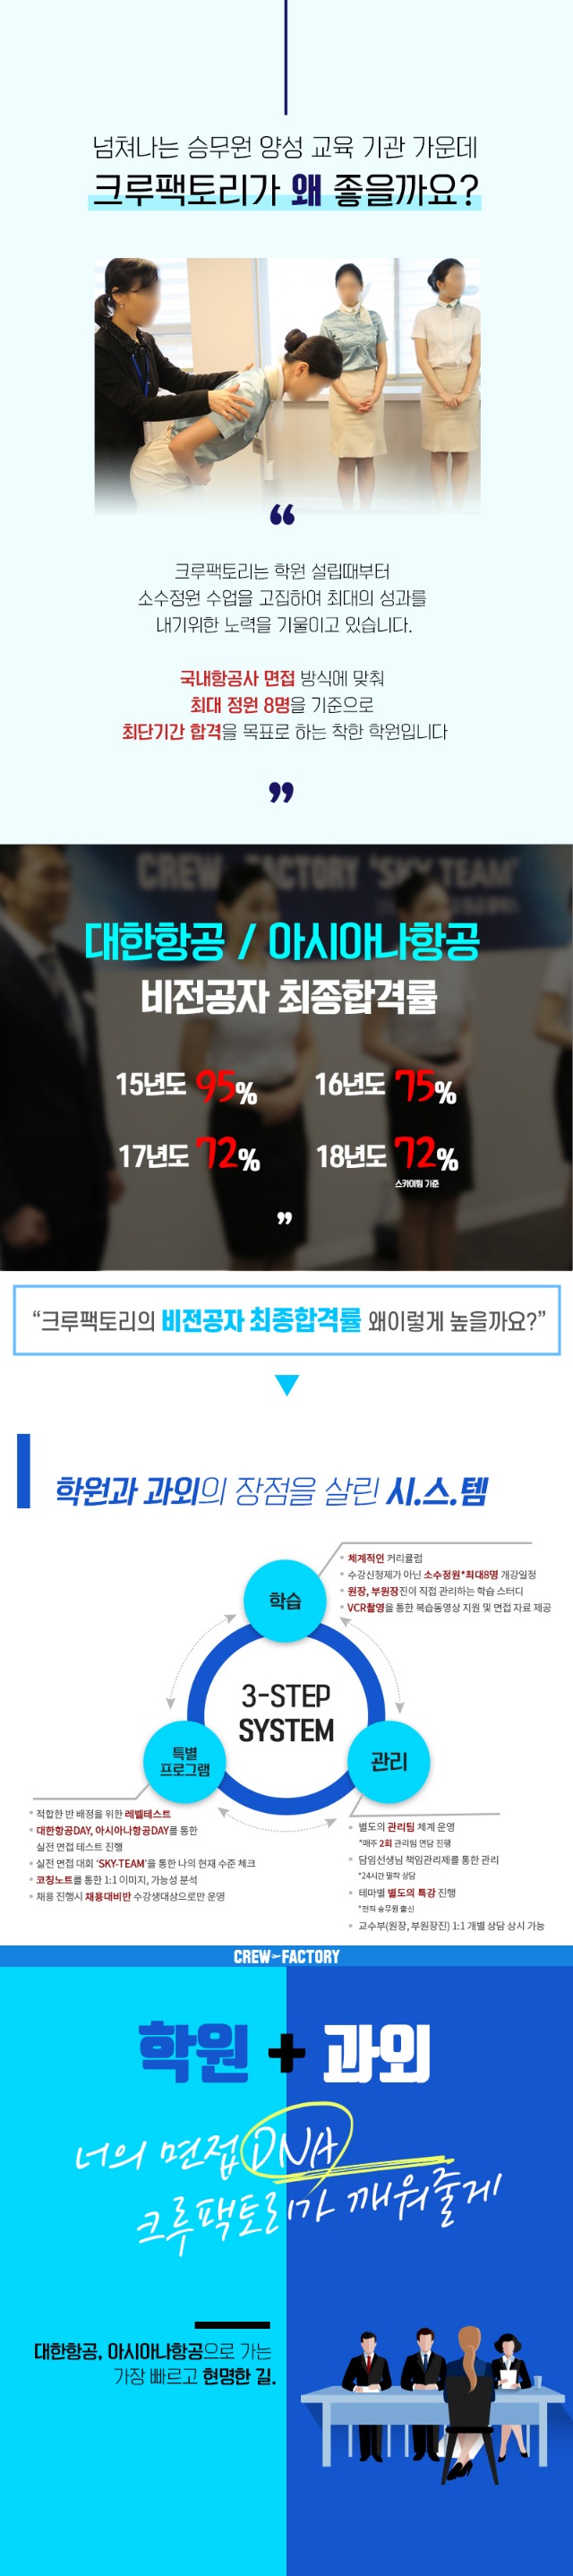 넘쳐나는 승무원 양성 교육 기관 가운데
크루팩토리가 왜 좋을까요?
“
크루팩토리는 학원 설립때부터
소수정원 수업을 고집하여 최대의 성과를
내기위한 노력을 기울이고 있습니다.
국내항공사 면접 방식에 맞춰
최대 정원 8명을 기준으로
최단기간 합격을 목표로 하는 착한 학원입니다
”
CREW FACTORY 'SKY TEAM'
대한항공 / 아시아나항공
비전공자 최종합격률
15년도 95% 16년도 75%
17년도 72% 18년도 72%
스카이팀 기준
”
“크루팩토리의 비전공자 최종합격률 왜이렇게 높을까요?”
학원과 과외의 장점을 살린 시.스.템
학습
• 체계적인 커리큘럼
• 수강신청제가 아닌 소수정원*최대8명 개강일정
• 원장, 부원장진이 직접 관리하는 학습 스터디
• VCR촬영을 통한 복습동영상 지원 및 면접 자료 제공
3-STEP
SYSTEM
특별
프로그램
관리
• 적합한 반 배정을 위한 레벨테스트
• 대한항공DAY, 아시아나항공DAY를 통한
실전 면접 테스트 진행
• 실전 면접 대회 'SKY-TEAM'을 통한 나의 현재 수준 체크
• 코칭노트를 통한 1:1 이미지, 가능성 분석
• 채용 진행시 채용대비반 수강생대상으로만 운영
• 별도의 관리팀 체계 운영
*매주 2회 관리팀 면담 진행
• 담임선생님 책임관리제를 통한 관리
*24시간 밀착 상담
• 테마별 별도의 특강 진행
*전직 승무원 출신
• 교수부(원장, 부원장진) 1:1 개별 상담 상시 가능
CREW FACTORY
학원 + 과외
너의 면접 DNA
크루팩토리가 깨워줄게
대한항공, 아시아나항공으로 가는
가장 빠르고 현명한 길.